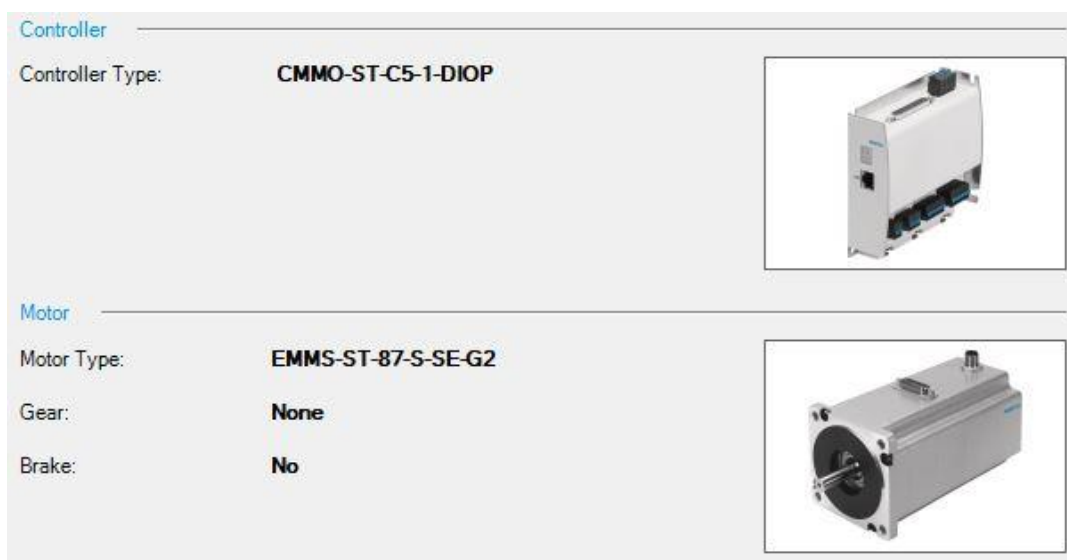 Controller
Controller Type: CMMO-ST-C5-1-DIOP
Motor
Motor Type: EMMS-ST-87-S-SE-G2
Gear: None
Brake: No